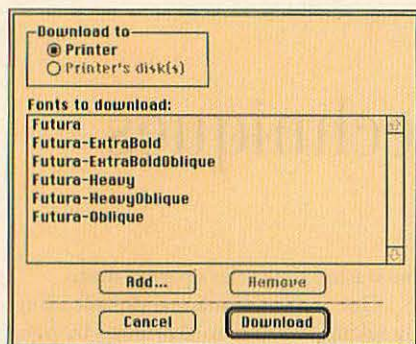 Download to
Printer
Printer's disk(s)
Fonts to download:
Futura
Futura-ExtraBold
Futura-ExtraBoldOblique
Futura-Heavy
Futura-HeavyOblique
Futura-Oblique
Add... Remove
Cancel Download